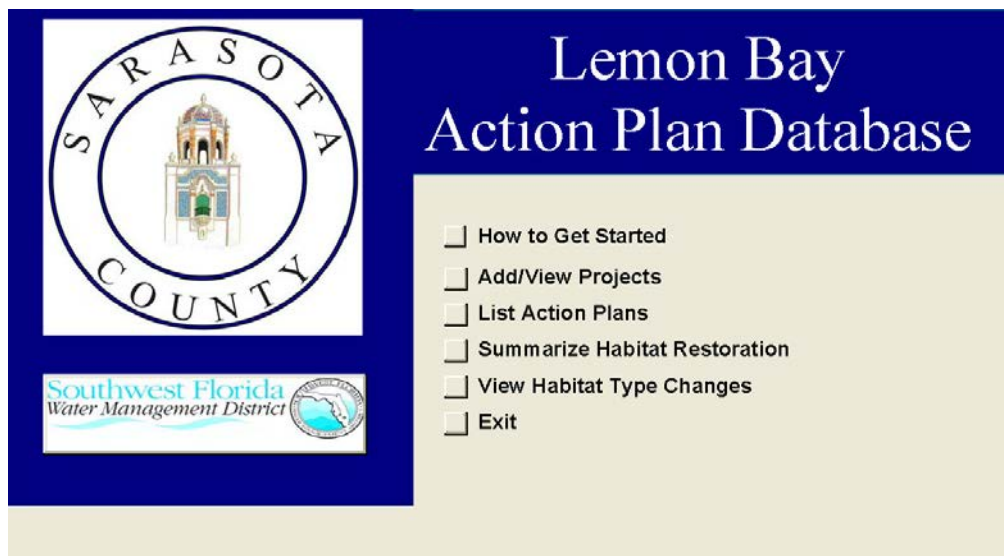 SARASOTA
COUNTY
Southwest Florida
Water Management District
Lemon Bay
Action Plan Database
How to Get Started
Add/View Projects
List Action Plans
Summarize Habitat Restoration
View Habitat Type Changes
Exit